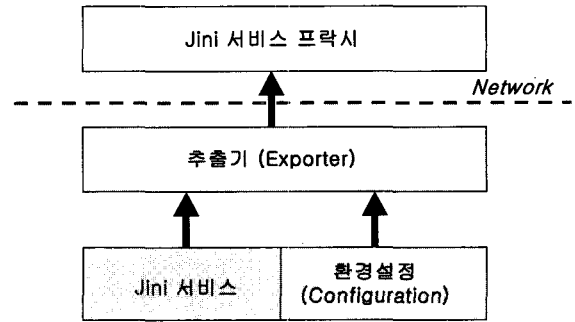 Jini 서비스 프락시
Network
추출기 (Exporter)
Jini 서비스
환경설정
(Configuration)